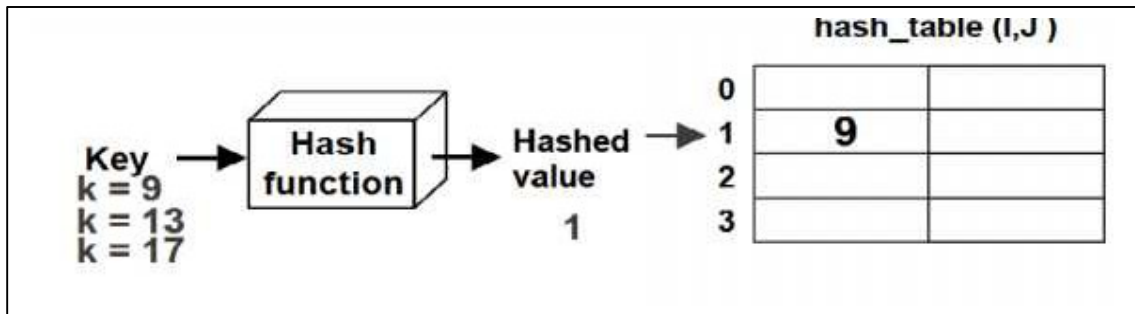 hash_table (I,J )
0
1 9
2
3
Key
k = 9
k = 13
k = 17
Hash
function
Hashed
value
1